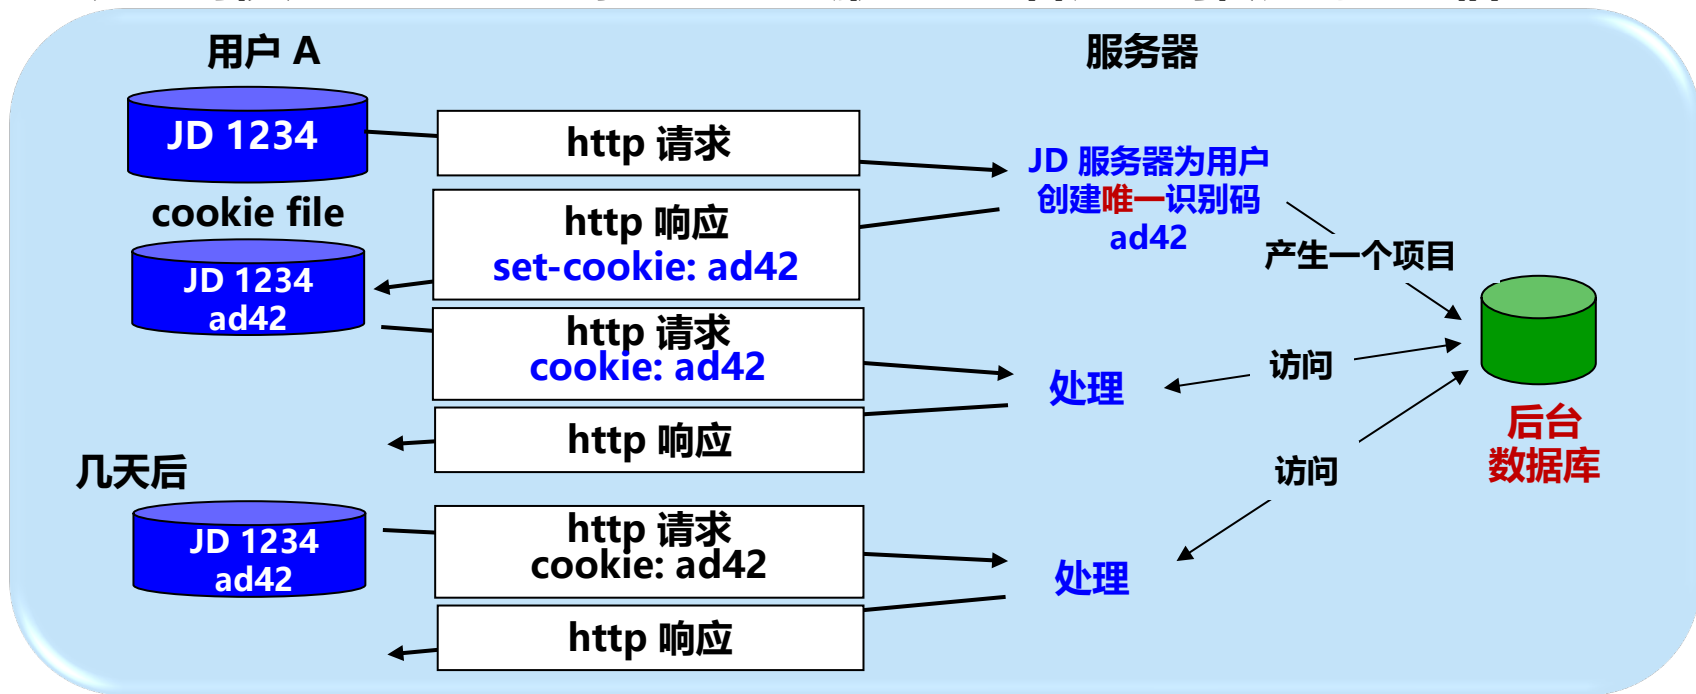 用户 A
服务器
JD 1234
http 请求
JD 服务器为用户
创建唯一识别码
ad42
cookie file
http 响应
set-cookie: ad42
产生一个项目
JD 1234
ad42
http 请求
cookie: ad42
处理
访问
http 响应
后台
数据库
几天后
访问
JD 1234
ad42
http 请求
cookie: ad42
处理
http 响应